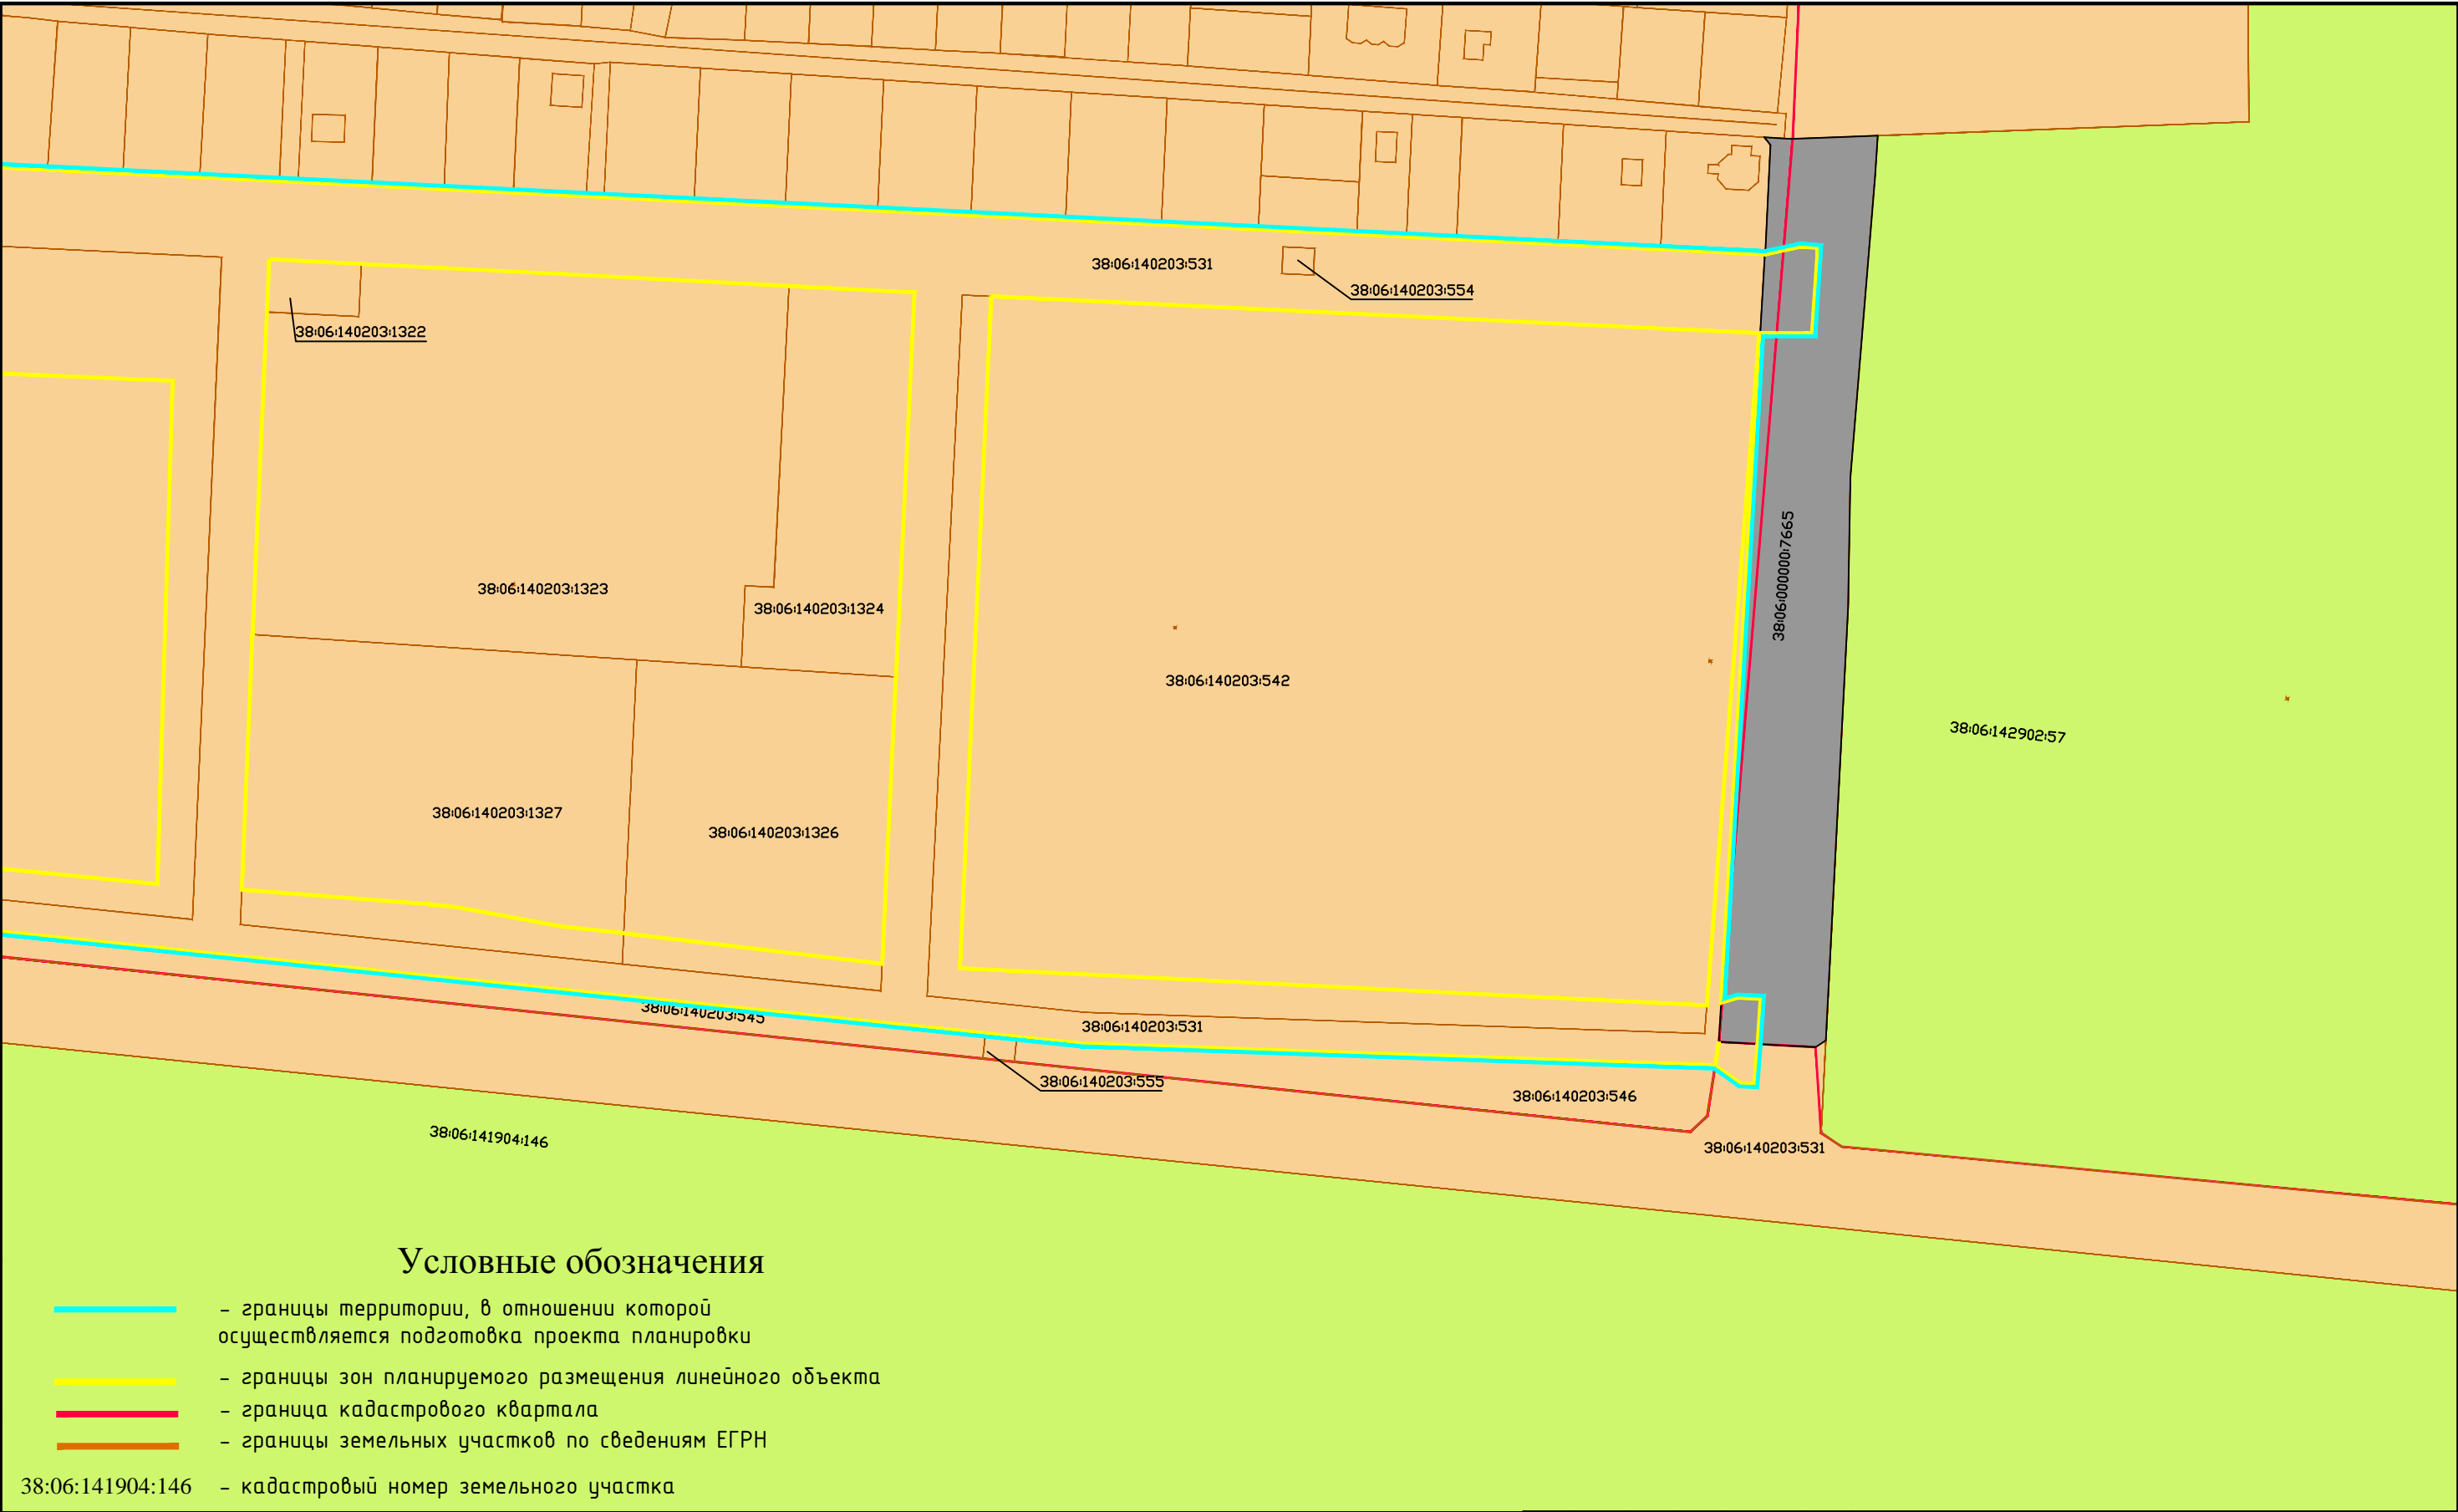 38:06:140203:531
38:06:140203:554
38:06:140203:1322
38:06:000000:7665
38:06:140203:1323
38:06:140203:1324
38:06:140203:542
38:06:142902:57
38:06:140203:1327
38:06:140203:1326
38:06:140203:545
38:06:140203:531
38:06:140203:555
38:06:140203:546
38:06:141904:146
38:06:140203:531
Условные обозначения
- границы территории, в отношении которой
осуществляется подготовка проекта планировки
- границы зон планируемого размещения линейного объекта
- граница кадастрового квартала
- границы земельных участков по сведениям ЕГРН
38:06:141904:146 - кадастровый номер земельного участка